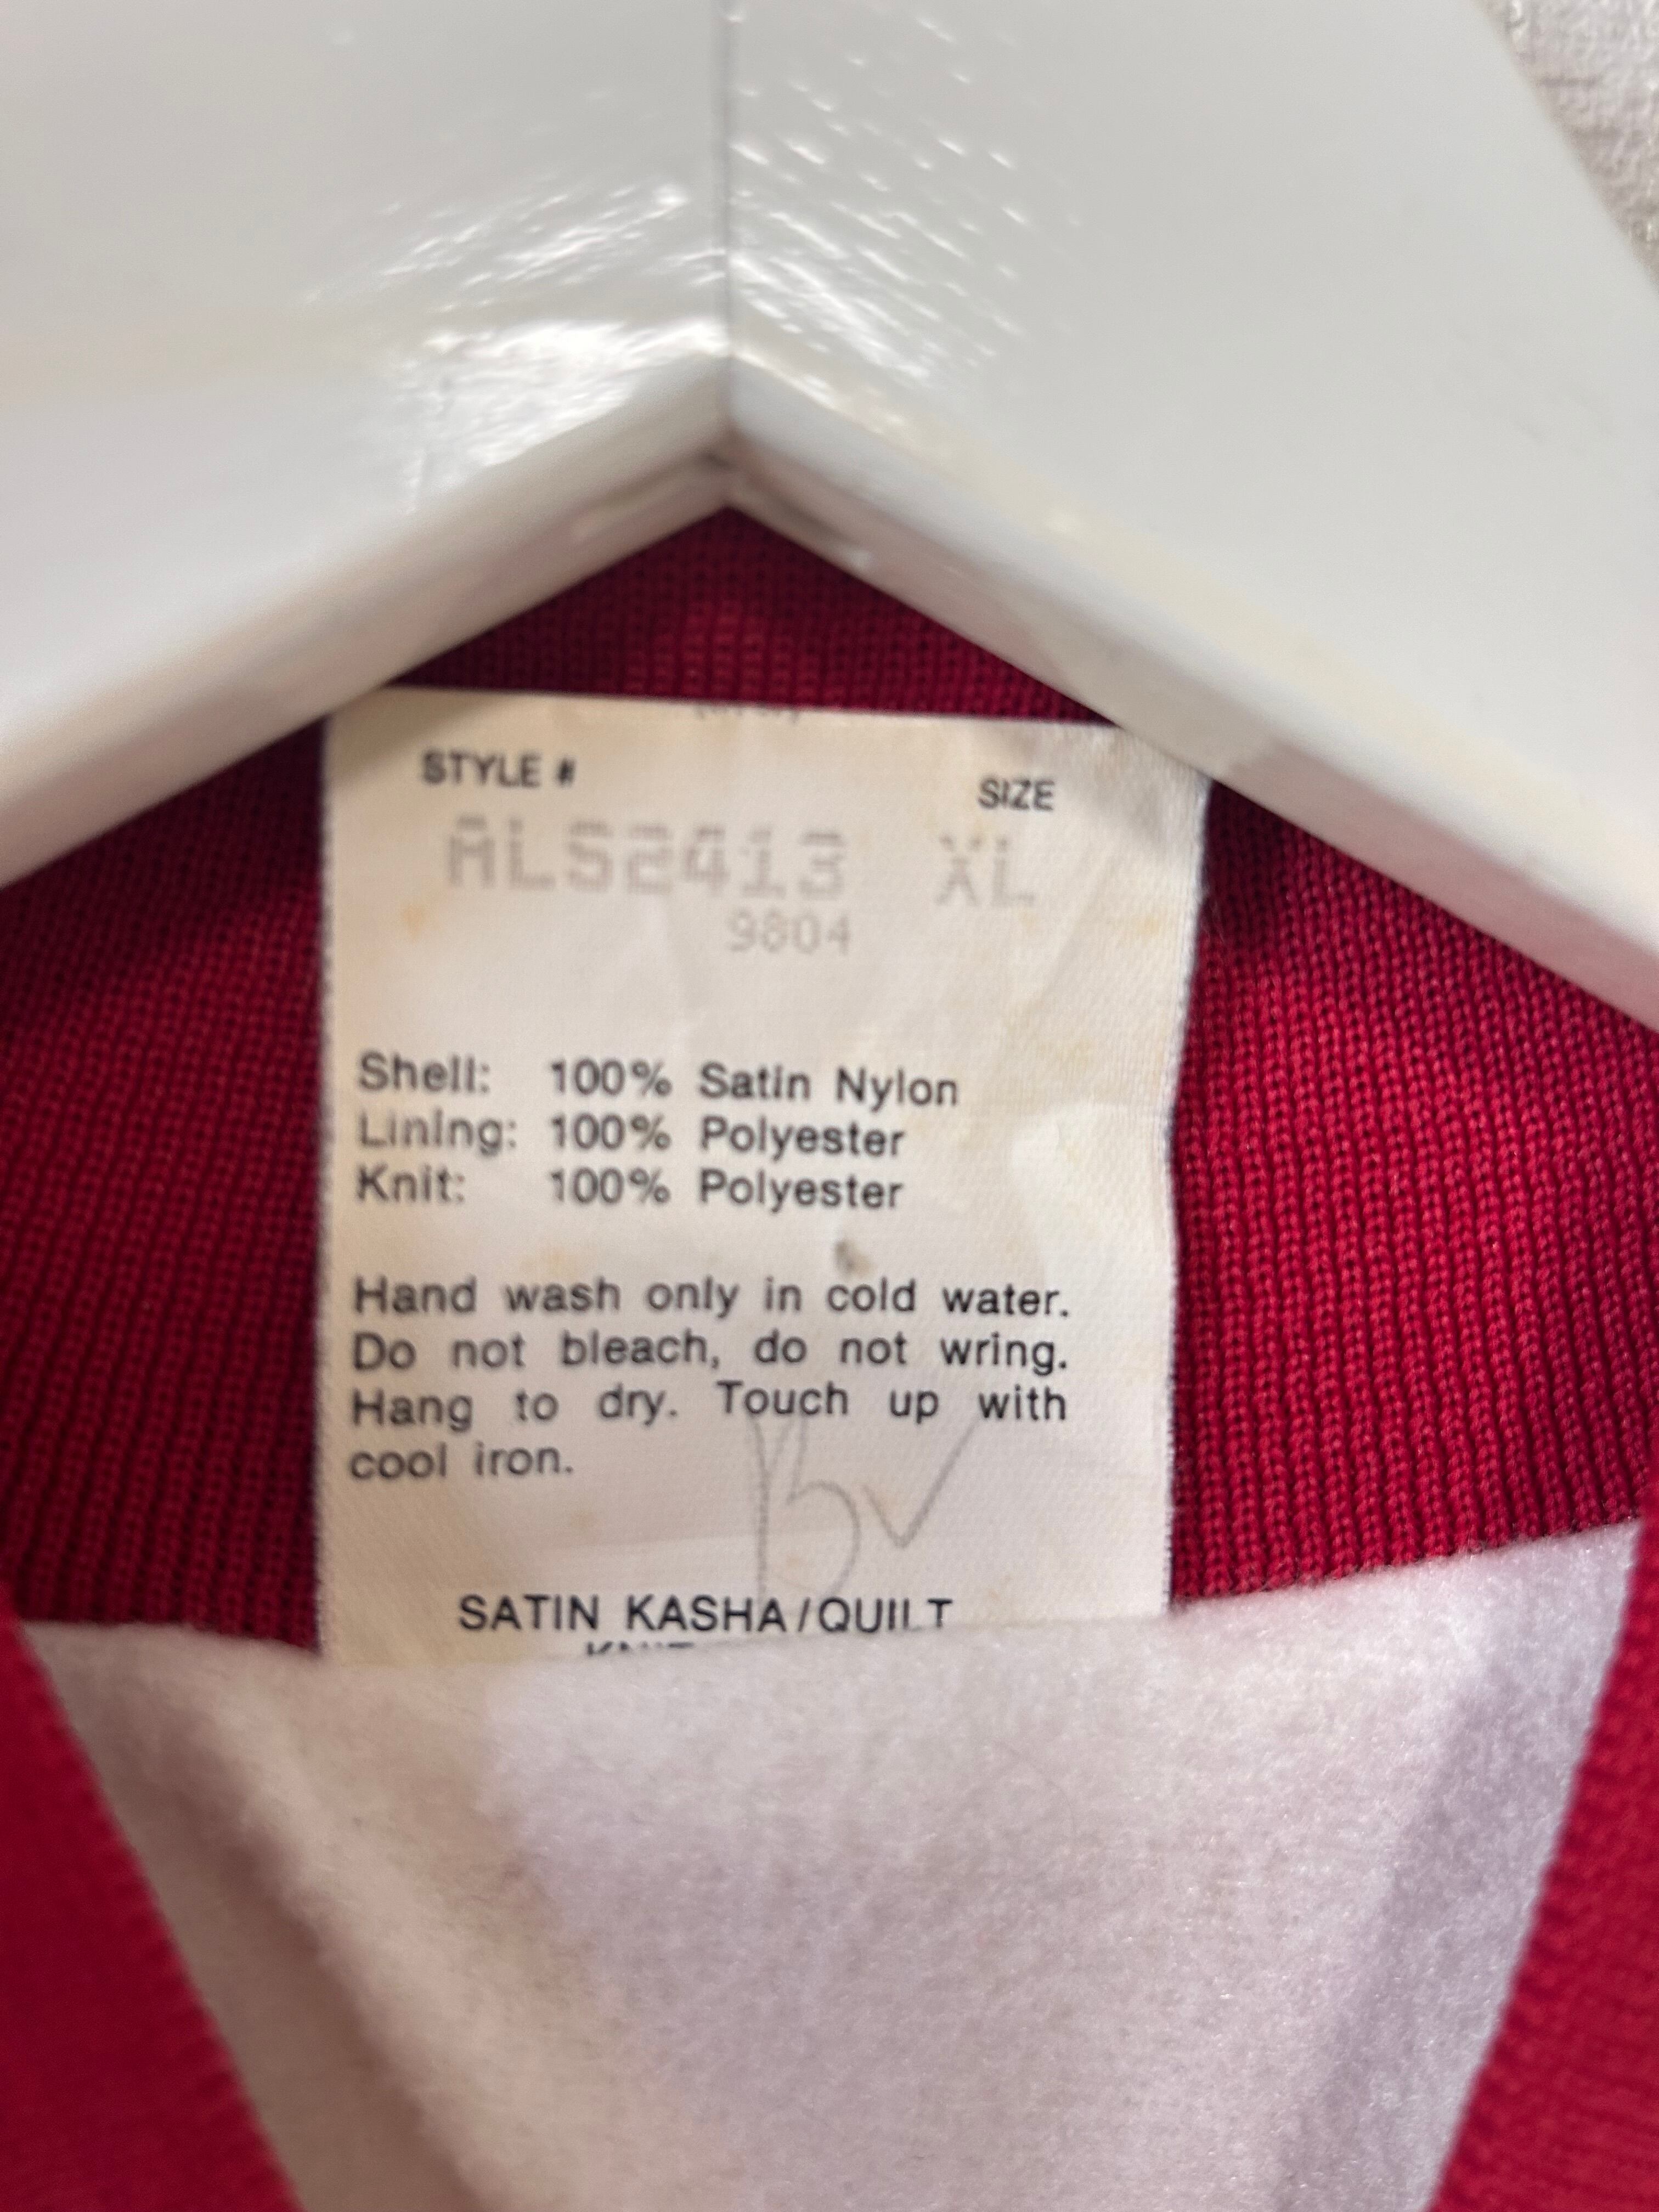 STYLE # SIZE
ALS2413 XL
9804
Shell: 100% Satin Nylon
Lining: 100% Polyester
Knit: 100% Polyester
Hand wash only in cold water.
Do not bleach, do not wring.
Hang to dry. Touch up with
cool iron.
SATIN KASHA/QUILT